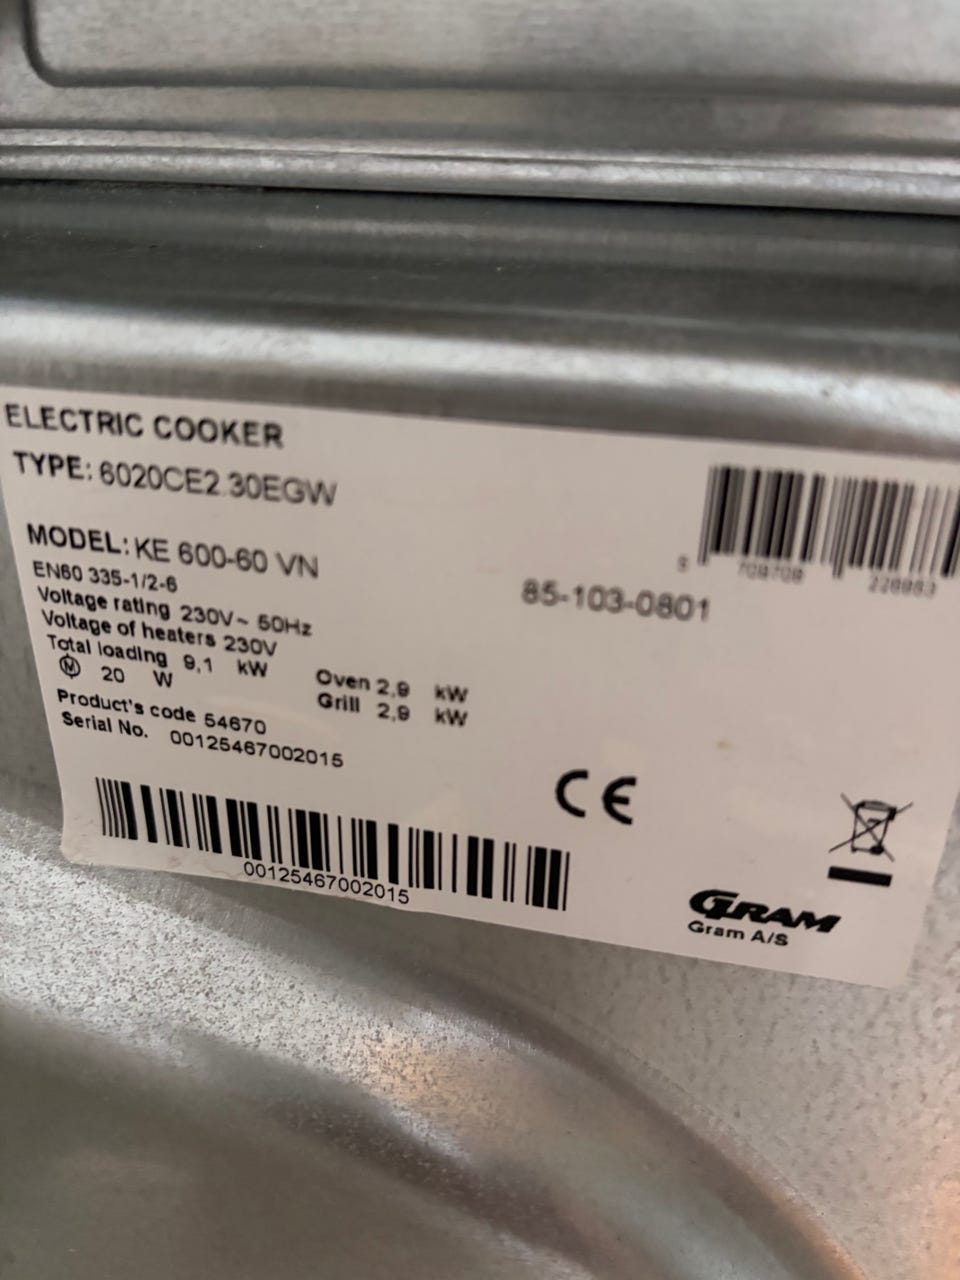 ELECTRIC COOKER
TYPE: 6020CE2.30EGW
MODEL: KE 600-60 VN
EN60 335-1/2-6
Voltage rating 230V~ 50Hz
Voltage of heaters 230V
Total loading 9,1 kW
M 20 W
Oven 2,9 kW
Grill 2,9 kW
Product's code 54670
Serial No. 00125467002015
00125467002015
85-103-0801
CE
GRAM
Gram A/S